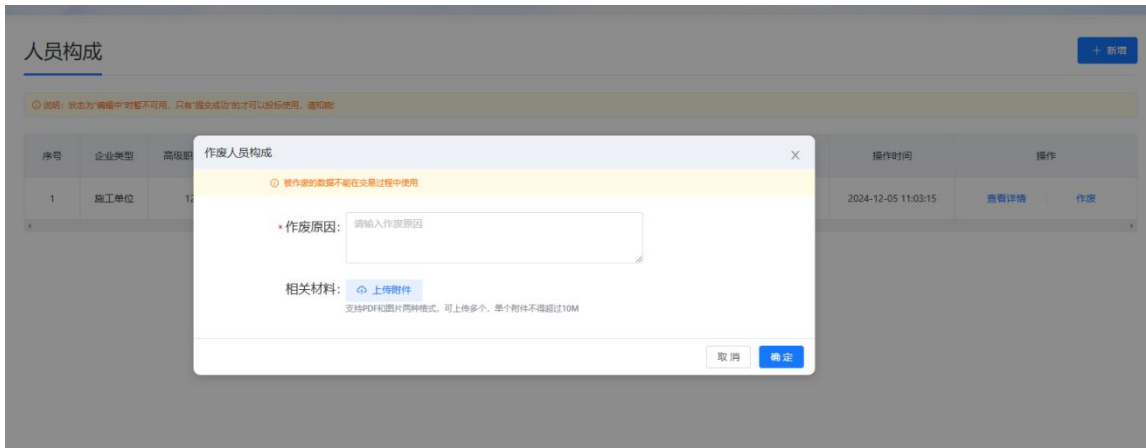 人员构成
+ 新增
说明:状态为"编辑中"时暂不可用,只有"提交成功"的才可以投标使用,请知晓!
序号 企业类型 高级职 操作时间 操作
1 施工单位 12 2024-12-05 11:03:15 查看详情 作废
作废人员构成
被作废的数据不能在交易过程中使用
*作废原因: 请输入作废原因
相关材料: 上传附件
支持PDF和图片两种格式,可上传多个,单个附件不得超过10M
取消 确定